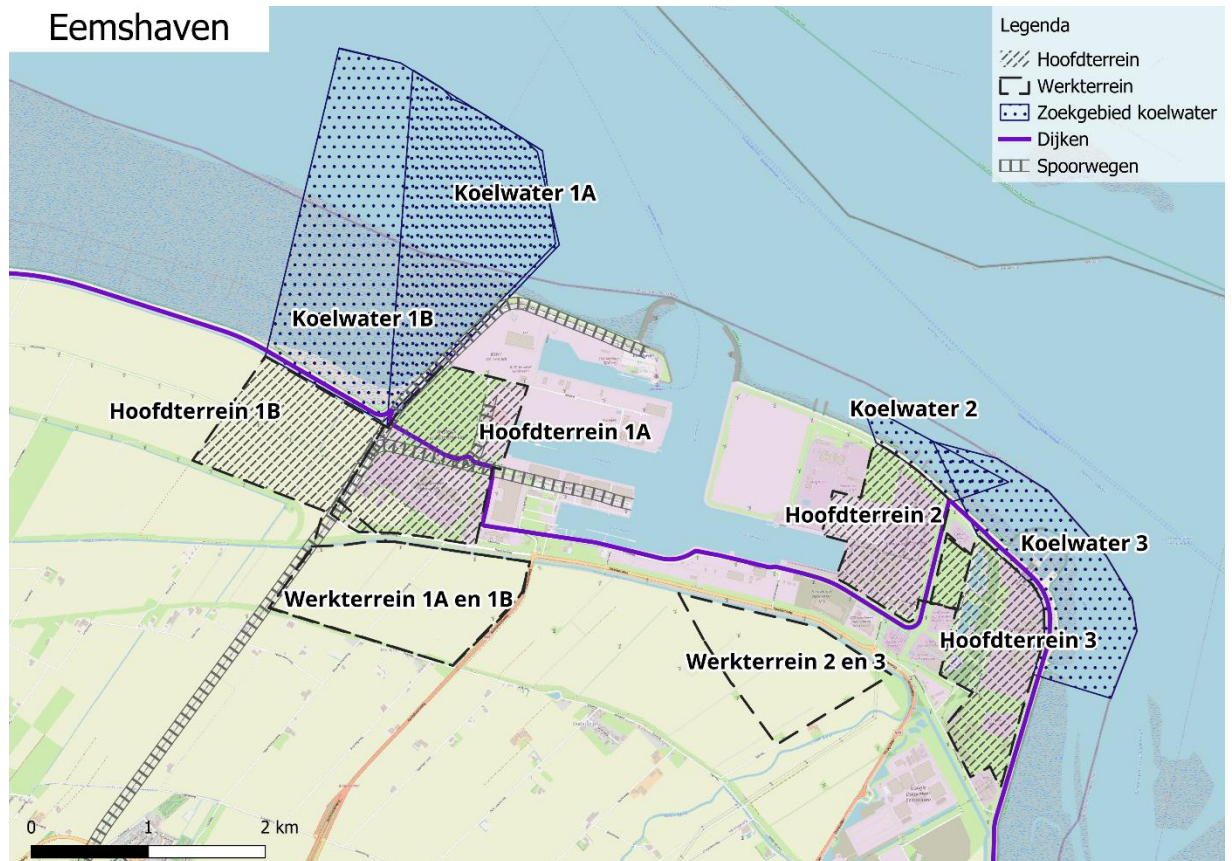 Eemshaven
Legenda
Hoofdterrein
Werkterrein
Zoekgebied koelwater
Dijken
Spoorwegen
Koelwater 1A
Koelwater 1B
Hoofdterrein 1B
Hoofdterrein 1A
Koelwater 2
Hoofdterrein 2
Koelwater 3
Werkterrein 1A en 1B
Hoofdterrein 3
Werkterrein 2 en 3
0 1 2 km